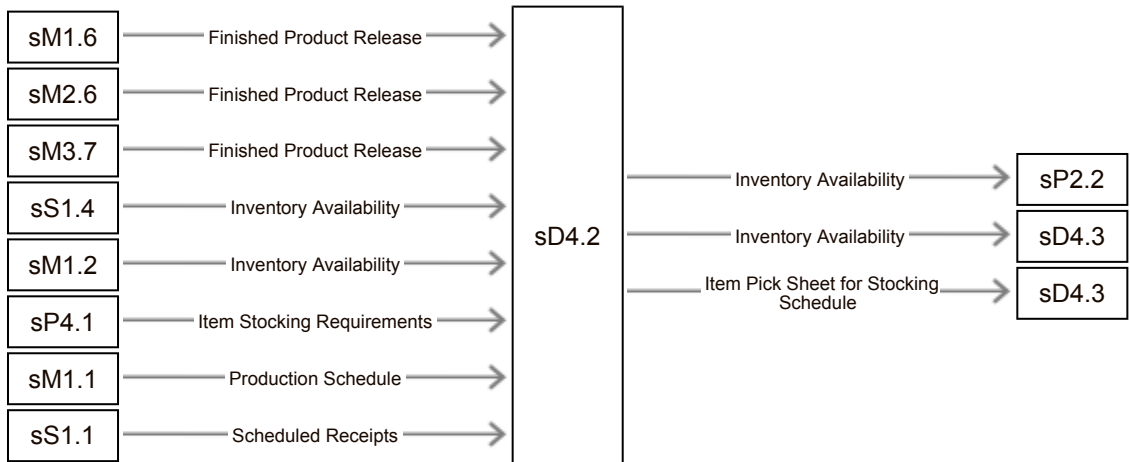 sM1.6
Finished Product Release
sM2.6
Finished Product Release
sM3.7
Finished Product Release
sS1.4
Inventory Availability
sM1.2
Inventory Availability
sP4.1
Item Stocking Requirements
sM1.1
Production Schedule
sS1.1
Scheduled Receipts
sD4.2
Inventory Availability
sP2.2
Inventory Availability
sD4.3
Item Pick Sheet for Stocking
Schedule
sD4.3